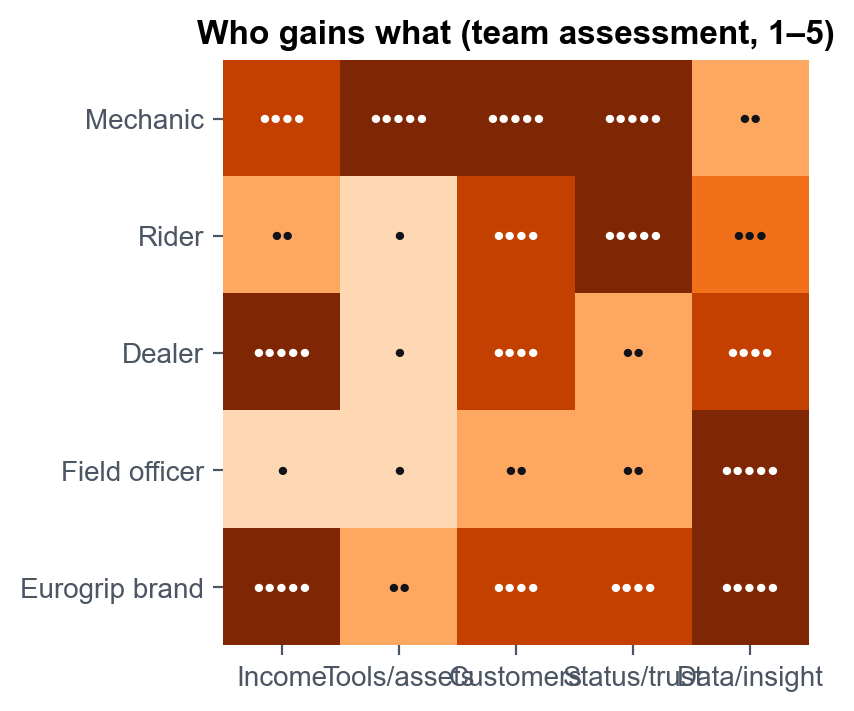 Who gains what (team assessment, 1–5)
Mechanic •••• ••••• ••••• ••••• ••
Rider •• • •••• ••••• •••
Dealer ••••• • •••• •• ••••
Field officer • • •• •• •••••
Eurogrip brand ••••• •• •••• •••• •••••
Income Tools/assets Customers Status/trust Data/insight